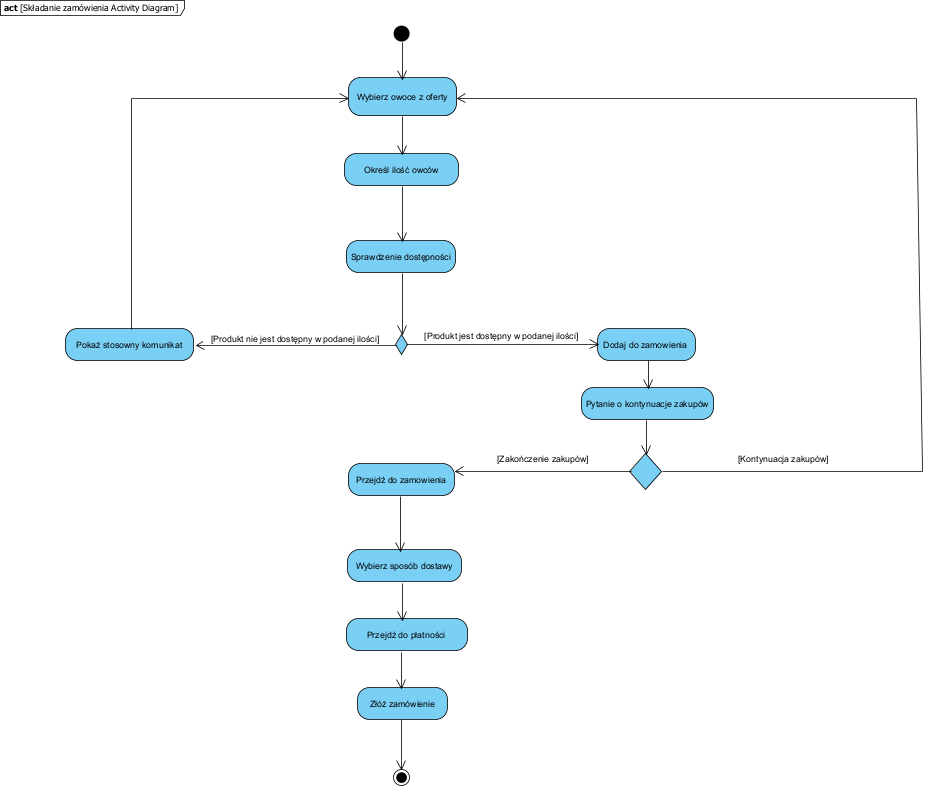 act [Składanie zamówienia Activity Diagram]
Wybierz owoce z oferty
Określ ilość owców
Sprawdzenie dostępności
[Produkt nie jest dostępny w podanej ilości]
[Produkt jest dostępny w podanej ilości]
Pokaż stosowny komunikat
Dodaj do zamowienia
Pytanie o kontynuacje zakupów
[Zakończenie zakupów]
[Kontynuacja zakupów]
Przejdź do zamowienia
Wybierz sposób dostawy
Przejdź do płatności
Złóż zamówienie